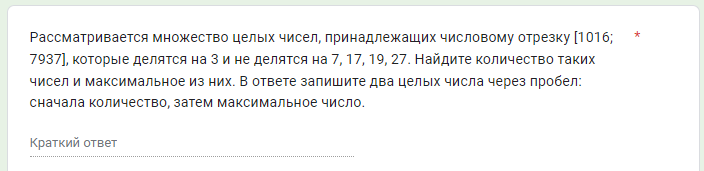 Рассматривается множество целых чисел, принадлежащих числовому отрезку [1016; *
7937], которые делятся на 3 и не делятся на 7, 17, 19, 27. Найдите количество таких
чисел и максимальное из них. В ответе запишите два целых числа через пробел:
сначала количество, затем максимальное число.
Краткий ответ